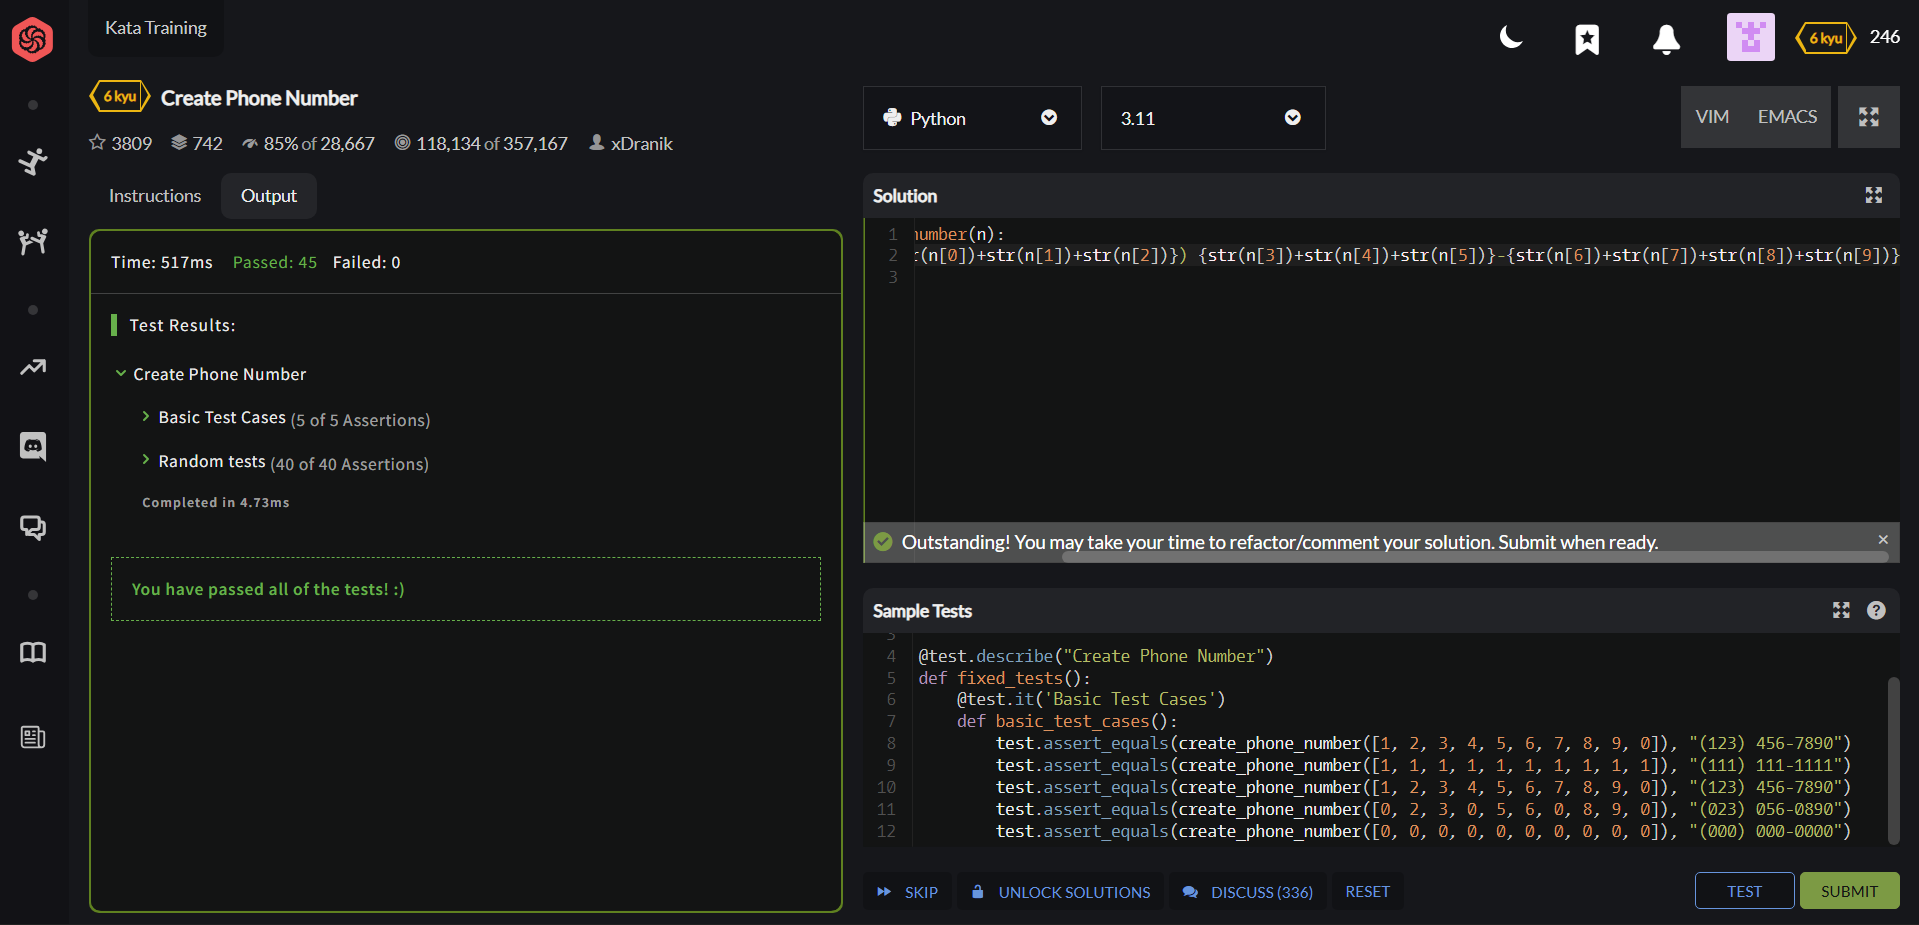 Kata Training
6 kyu
246
6 kyu Create Phone Number
3809 742 85% of 28,667 118,134 of 357,167 xDranik
Python
3.11
VIM EMACS
Instructions Output
Time: 517ms Passed: 45 Failed: 0
Test Results:
Create Phone Number
Basic Test Cases (5 of 5 Assertions)
Random tests (40 of 40 Assertions)
Completed in 4.73ms
You have passed all of the tests! :)
Solution
1 number(n):
2 r(n[0])+str(n[1])+str(n[2])}) {str(n[3])+str(n[4])+str(n[5])}-{str(n[6])+str(n[7])+str(n[8])+str(n[9])}
3
Outstanding! You may take your time to refactor/comment your solution. Submit when ready. ×
Sample Tests ?
3
4 @test.describe("Create Phone Number")
5 def fixed_tests():
6 @test.it('Basic Test Cases')
7 def basic_test_cases():
8 test.assert_equals(create_phone_number([1, 2, 3, 4, 5, 6, 7, 8, 9, 0]), "(123) 456-7890")
9 test.assert_equals(create_phone_number([1, 1, 1, 1, 1, 1, 1, 1, 1, 1]), "(111) 111-1111")
10 test.assert_equals(create_phone_number([1, 2, 3, 4, 5, 6, 7, 8, 9, 0]), "(123) 456-7890")
11 test.assert_equals(create_phone_number([0, 2, 3, 0, 5, 6, 0, 8, 9, 0]), "(023) 056-0890")
12 test.assert_equals(create_phone_number([0, 0, 0, 0, 0, 0, 0, 0, 0, 0]), "(000) 000-0000")
SKIP UNLOCK SOLUTIONS DISCUSS (336) RESET
TEST SUBMIT